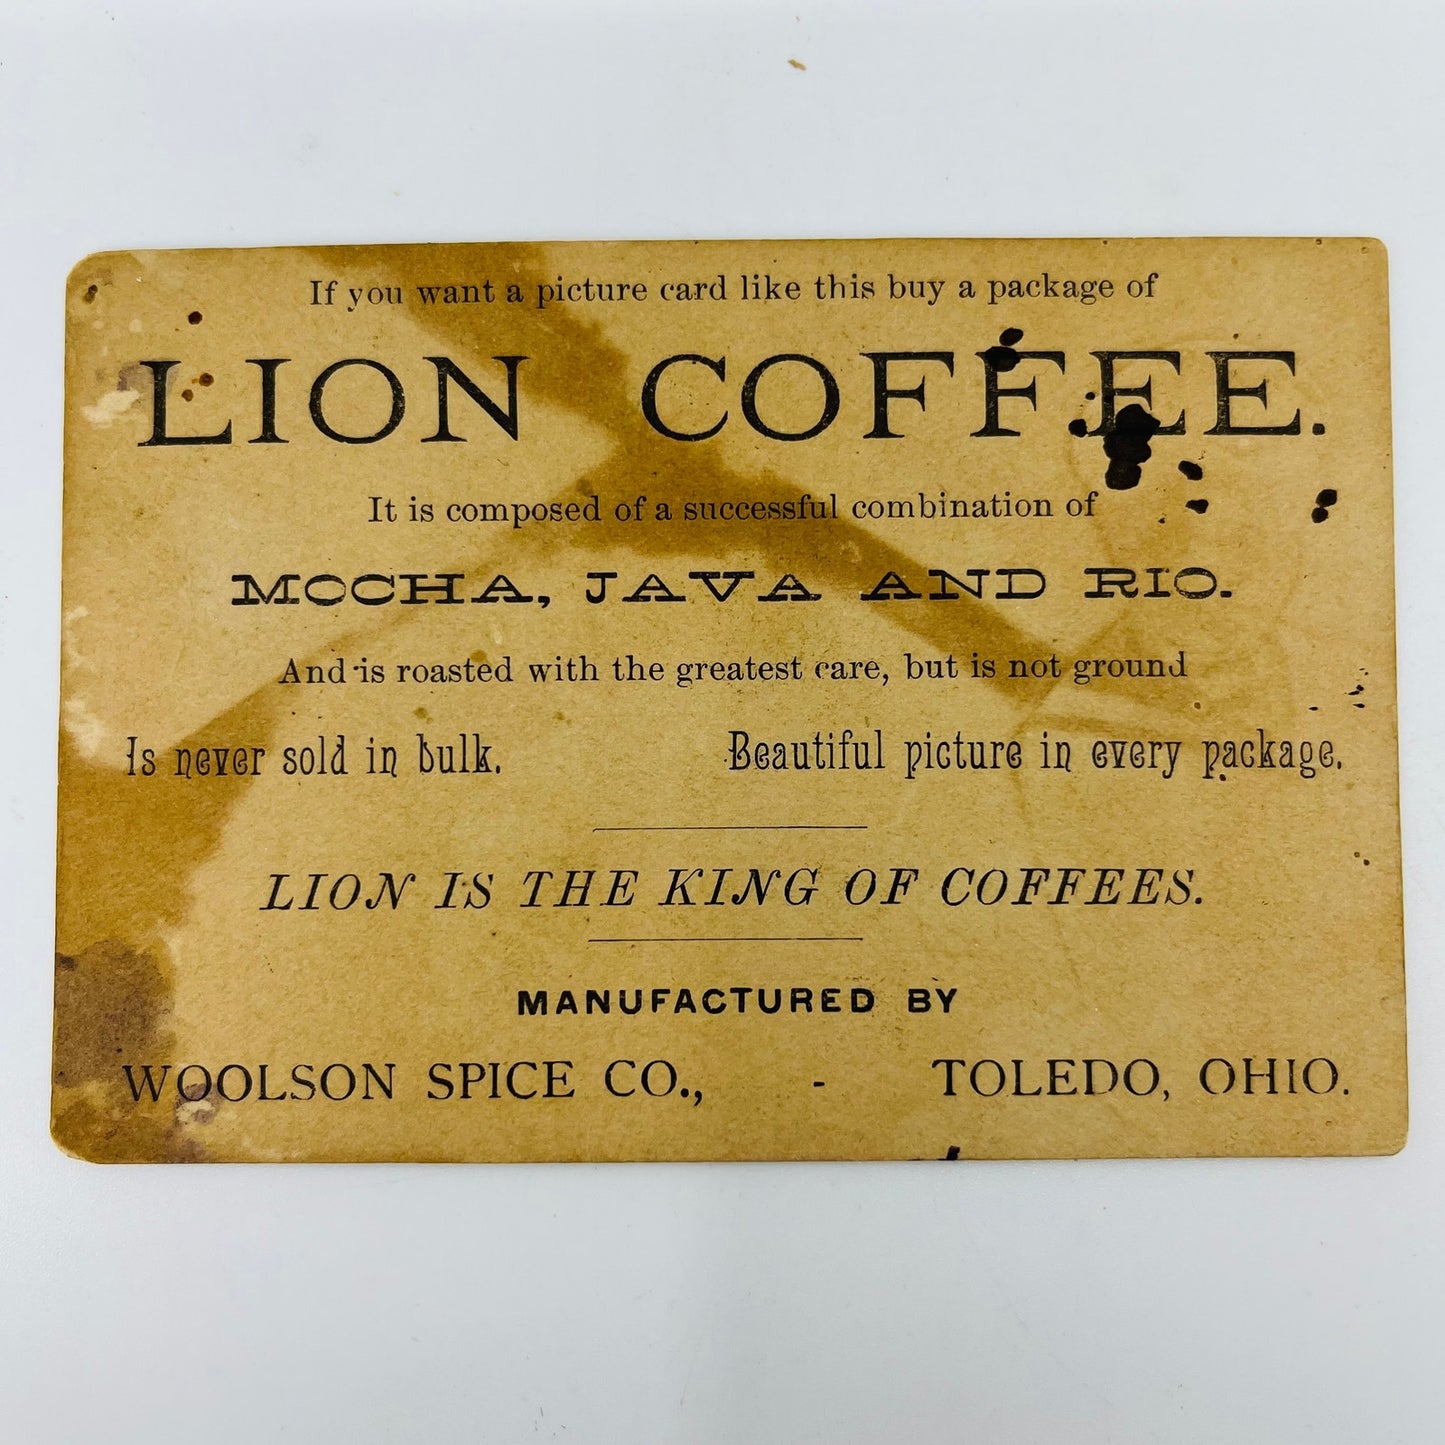 If you want a picture card like this buy a package of
LION COFFEE.
It is composed of a successful combination of
MOCHA, JAVA AND RIO.
And is roasted with the greatest care, but is not ground
Is never sold in bulk. Beautiful picture in every package.
LION IS THE KING OF COFFEES.
MANUFACTURED BY
WOOLSON SPICE CO., - TOLEDO, OHIO.